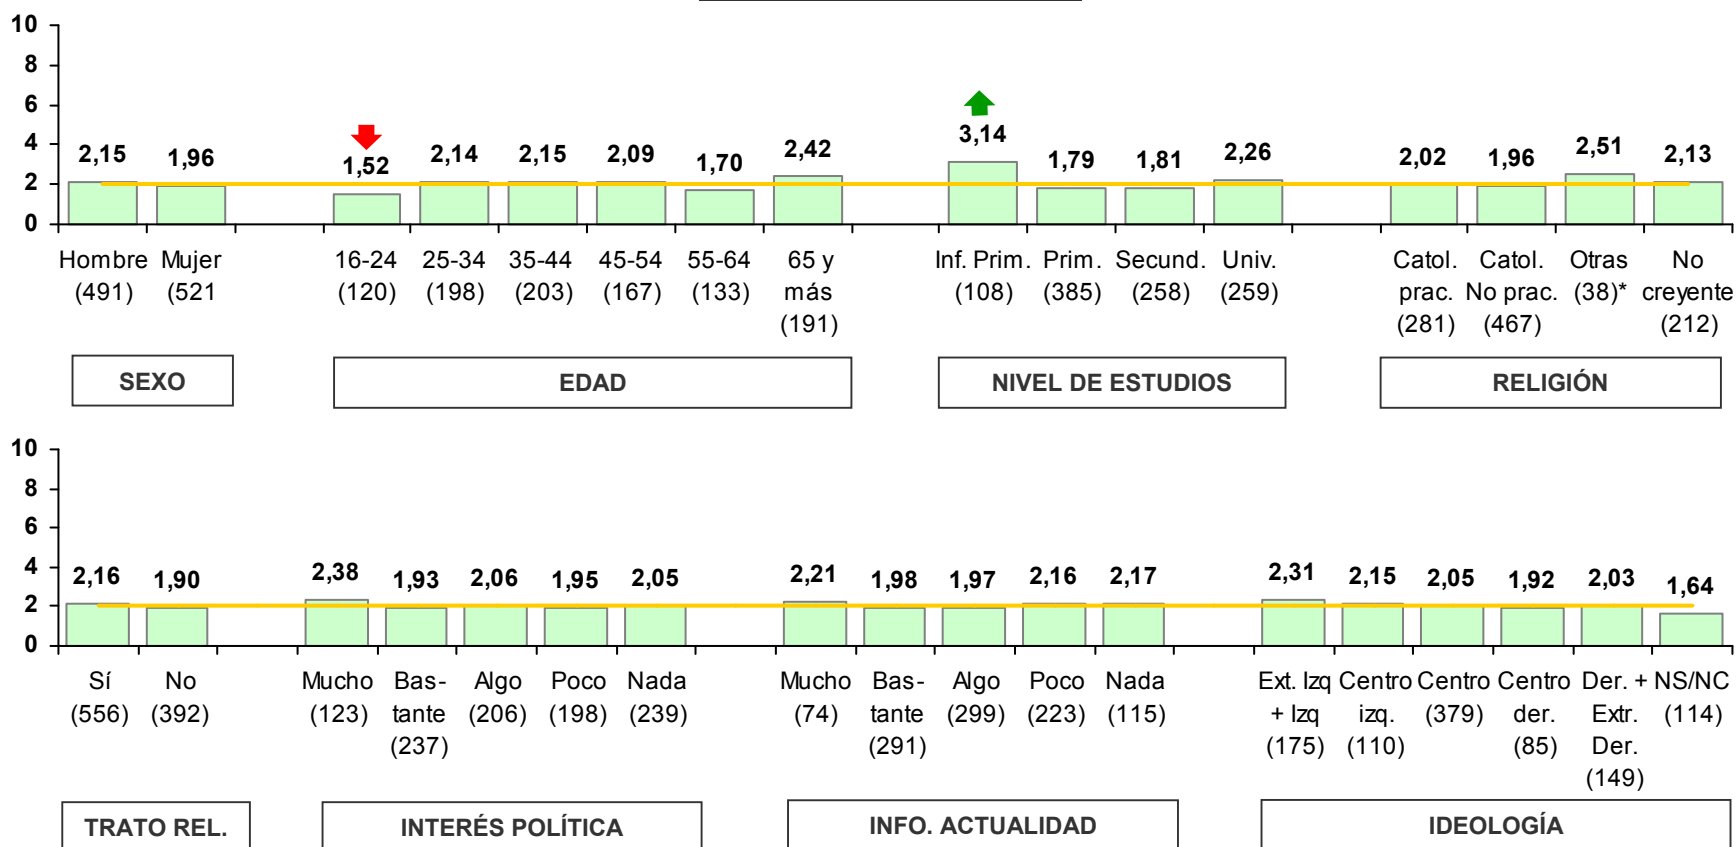 10
8
6
4
2
0
2,15 1,96 1,52 2,14 2,15 2,09 1,70 2,42 3,14 1,79 1,81 2,26 2,02 1,96 2,51 2,13
Hombre Mujer 16-24 25-34 35-44 45-54 55-64 65 y Inf. Prim. Prim. Secund. Univ. Catol. Catol. Otras No
(491) (521 (120) (198) (203) (167) (133) más (108) (385) (258) (259) prac. No prac. (38)* creyente
(191) (281) (467) (212)
SEXO EDAD NIVEL DE ESTUDIOS RELIGIÓN
10
8
6
4
2
0
2,16 1,90 2,38 1,93 2,06 1,95 2,05 2,21 1,98 1,97 2,16 2,17 2,31 2,15 2,05 1,92 2,03 1,64
Sí No Mucho Bas- Algo Poco Nada Mucho Bas- Algo Poco Nada Ext. Izq Centro Centro Centro Der. + NS/NC
(556) (392) (123) tante (206) (198) (239) (74) tante (299) (223) (115) + Izq izq. (379) der. Extr. (114)
(237) (291) (175) (110) (85) Der.
(149)
TRATO REL. INTERÉS POLÍTICA INFO. ACTUALIDAD IDEOLOGÍA